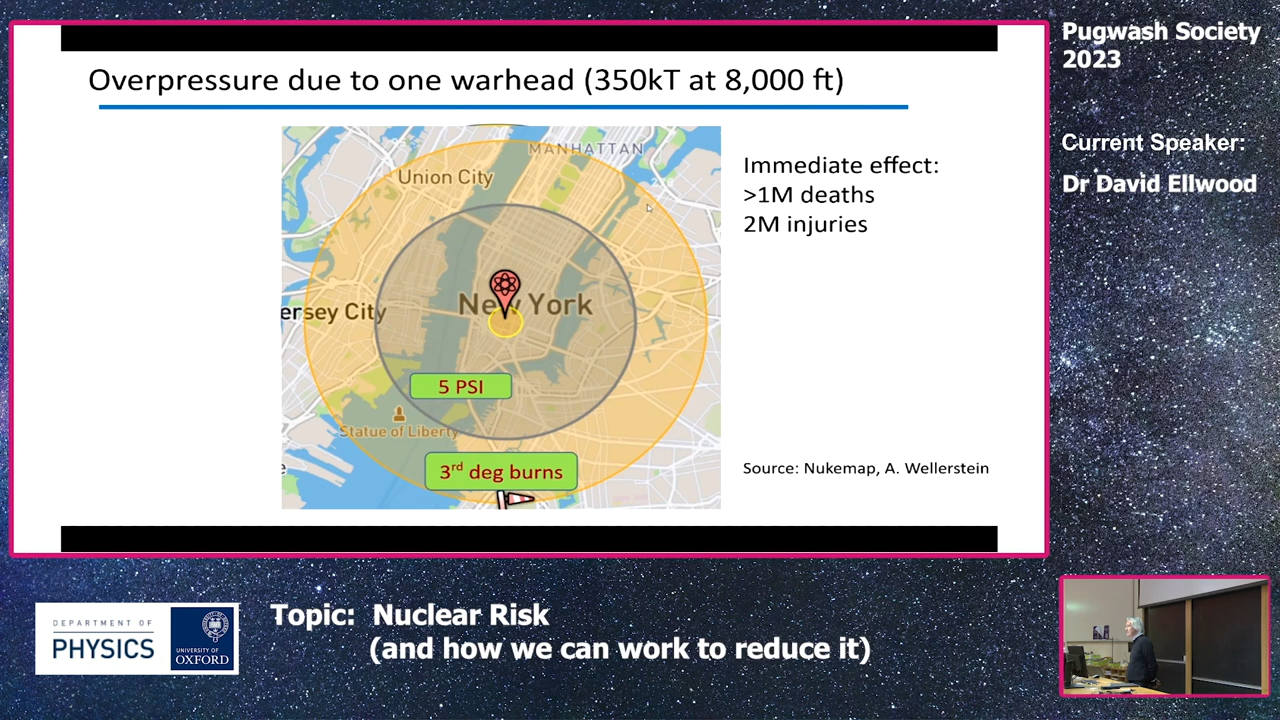 Overpressure due to one warhead (350kT at 8,000 ft)
MANHATTAN
Union City
New York
ersey City
5 PSI
Statue of Liberty
3rd deg burns
Immediate effect:
>1M deaths
2M injuries
Source: Nukemap, A. Wellerstein
Pugwash Society
2023
Current Speaker:
Dr David Ellwood
DEPARTMENT OF
PHYSICS
UNIVERSITY OF
OXFORD
Topic: Nuclear Risk
(and how we can work to reduce it)